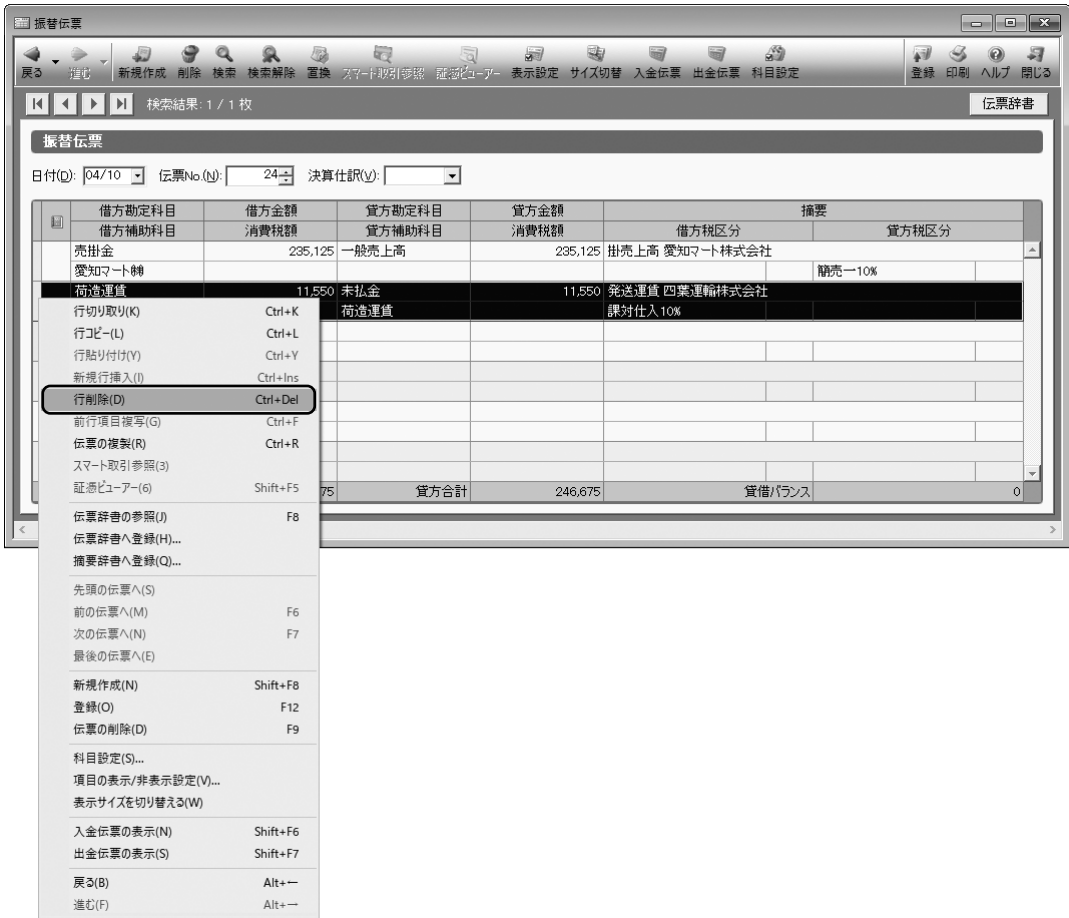 振替伝票
戻る 進む 新規作成 削除 検索 検索解除 置換 スマート取引参照 証憑ビューアー 表示設定 サイズ切替 入金伝票 出金伝票 科目設定 登録 印刷 ヘルプ 閉じる
検索結果: 1 / 1 枚 伝票辞書
振替伝票
日付(D): 04/10 伝票No.(N): 24 決算仕訳(V):
借方勘定科目 借方金額 貸方勘定科目 貸方金額 摘要
借方補助科目 消費税額 貸方補助科目 消費税額 借方税区分 貸方税区分
売掛金 235,125 一般売上高 235,125 掛売上高 愛知マート株式会社
愛知マート㈱ 簡売一10%
荷造運賃 11,550 未払金 11,550 発送運賃 四葉運輸株式会社
荷造運賃 課対仕入10%
75 貸方合計 246,675 貸借バランス 0
行切り取り(K) Ctrl+K
行コピー(L) Ctrl+L
行貼り付け(Y) Ctrl+Y
新規行挿入(I) Ctrl+Ins
行削除(D) Ctrl+Del
前行項目複写(G) Ctrl+F
伝票の複製(R) Ctrl+R
スマート取引参照(3)
証憑ビューアー(6) Shift+F5
伝票辞書の参照(J) F8
伝票辞書へ登録(H)...
摘要辞書へ登録(Q)...
先頭の伝票へ(S)
前の伝票へ(M) F6
次の伝票へ(N) F7
最後の伝票へ(E)
新規作成(N) Shift+F8
登録(O) F12
伝票の削除(D) F9
科目設定(S)...
項目の表示/非表示設定(V)...
表示サイズを切り替える(W)
入金伝票の表示(N) Shift+F6
出金伝票の表示(S) Shift+F7
戻る(B) Alt+←
進む(F) Alt+→